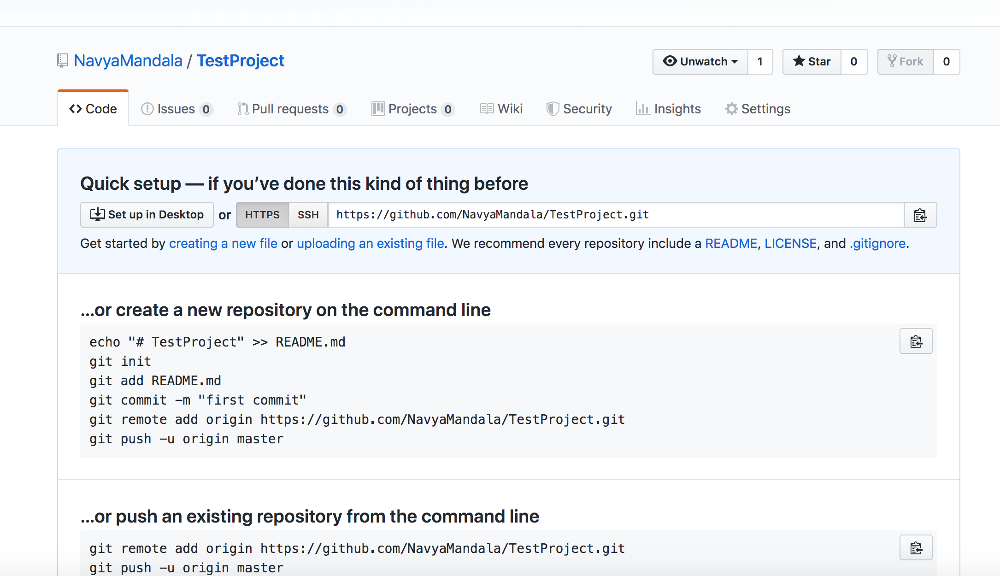 NavyaMandala / TestProject
Unwatch 1 Star 0 Fork 0
Code Issues 0 Pull requests 0 Projects 0 Wiki Security Insights Settings
Quick setup — if you’ve done this kind of thing before
Set up in Desktop or HTTPS SSH https://github.com/NavyaMandala/TestProject.git
Get started by creating a new file or uploading an existing file. We recommend every repository include a README, LICENSE, and .gitignore.
...or create a new repository on the command line
echo "# TestProject" >> README.md
git init
git add README.md
git commit -m "first commit"
git remote add origin https://github.com/NavyaMandala/TestProject.git
git push -u origin master
...or push an existing repository from the command line
git remote add origin https://github.com/NavyaMandala/TestProject.git
git push -u origin master